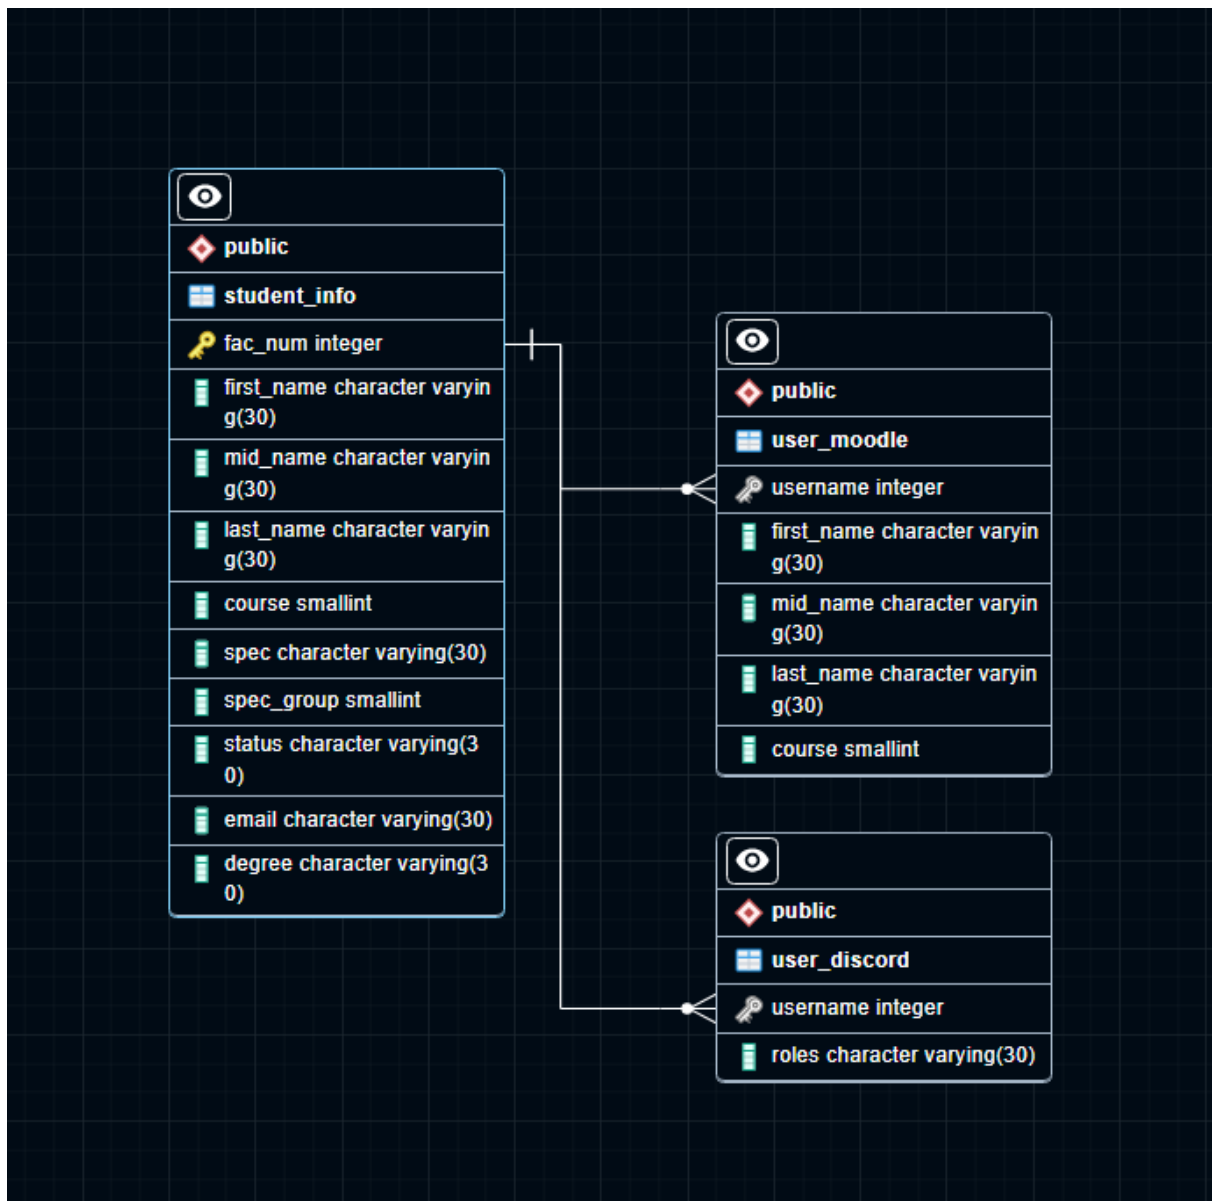 public
student_info
fac_num integer
first_name character varyin
g(30)
mid_name character varyin
g(30)
last_name character varyin
g(30)
course smallint
spec character varying(30)
spec_group smallint
status character varying(3
0)
email character varying(30)
degree character varying(3
0)
public
user_moodle
username integer
first_name character varyin
g(30)
mid_name character varyin
g(30)
last_name character varyin
g(30)
course smallint
public
user_discord
username integer
roles character varying(30)